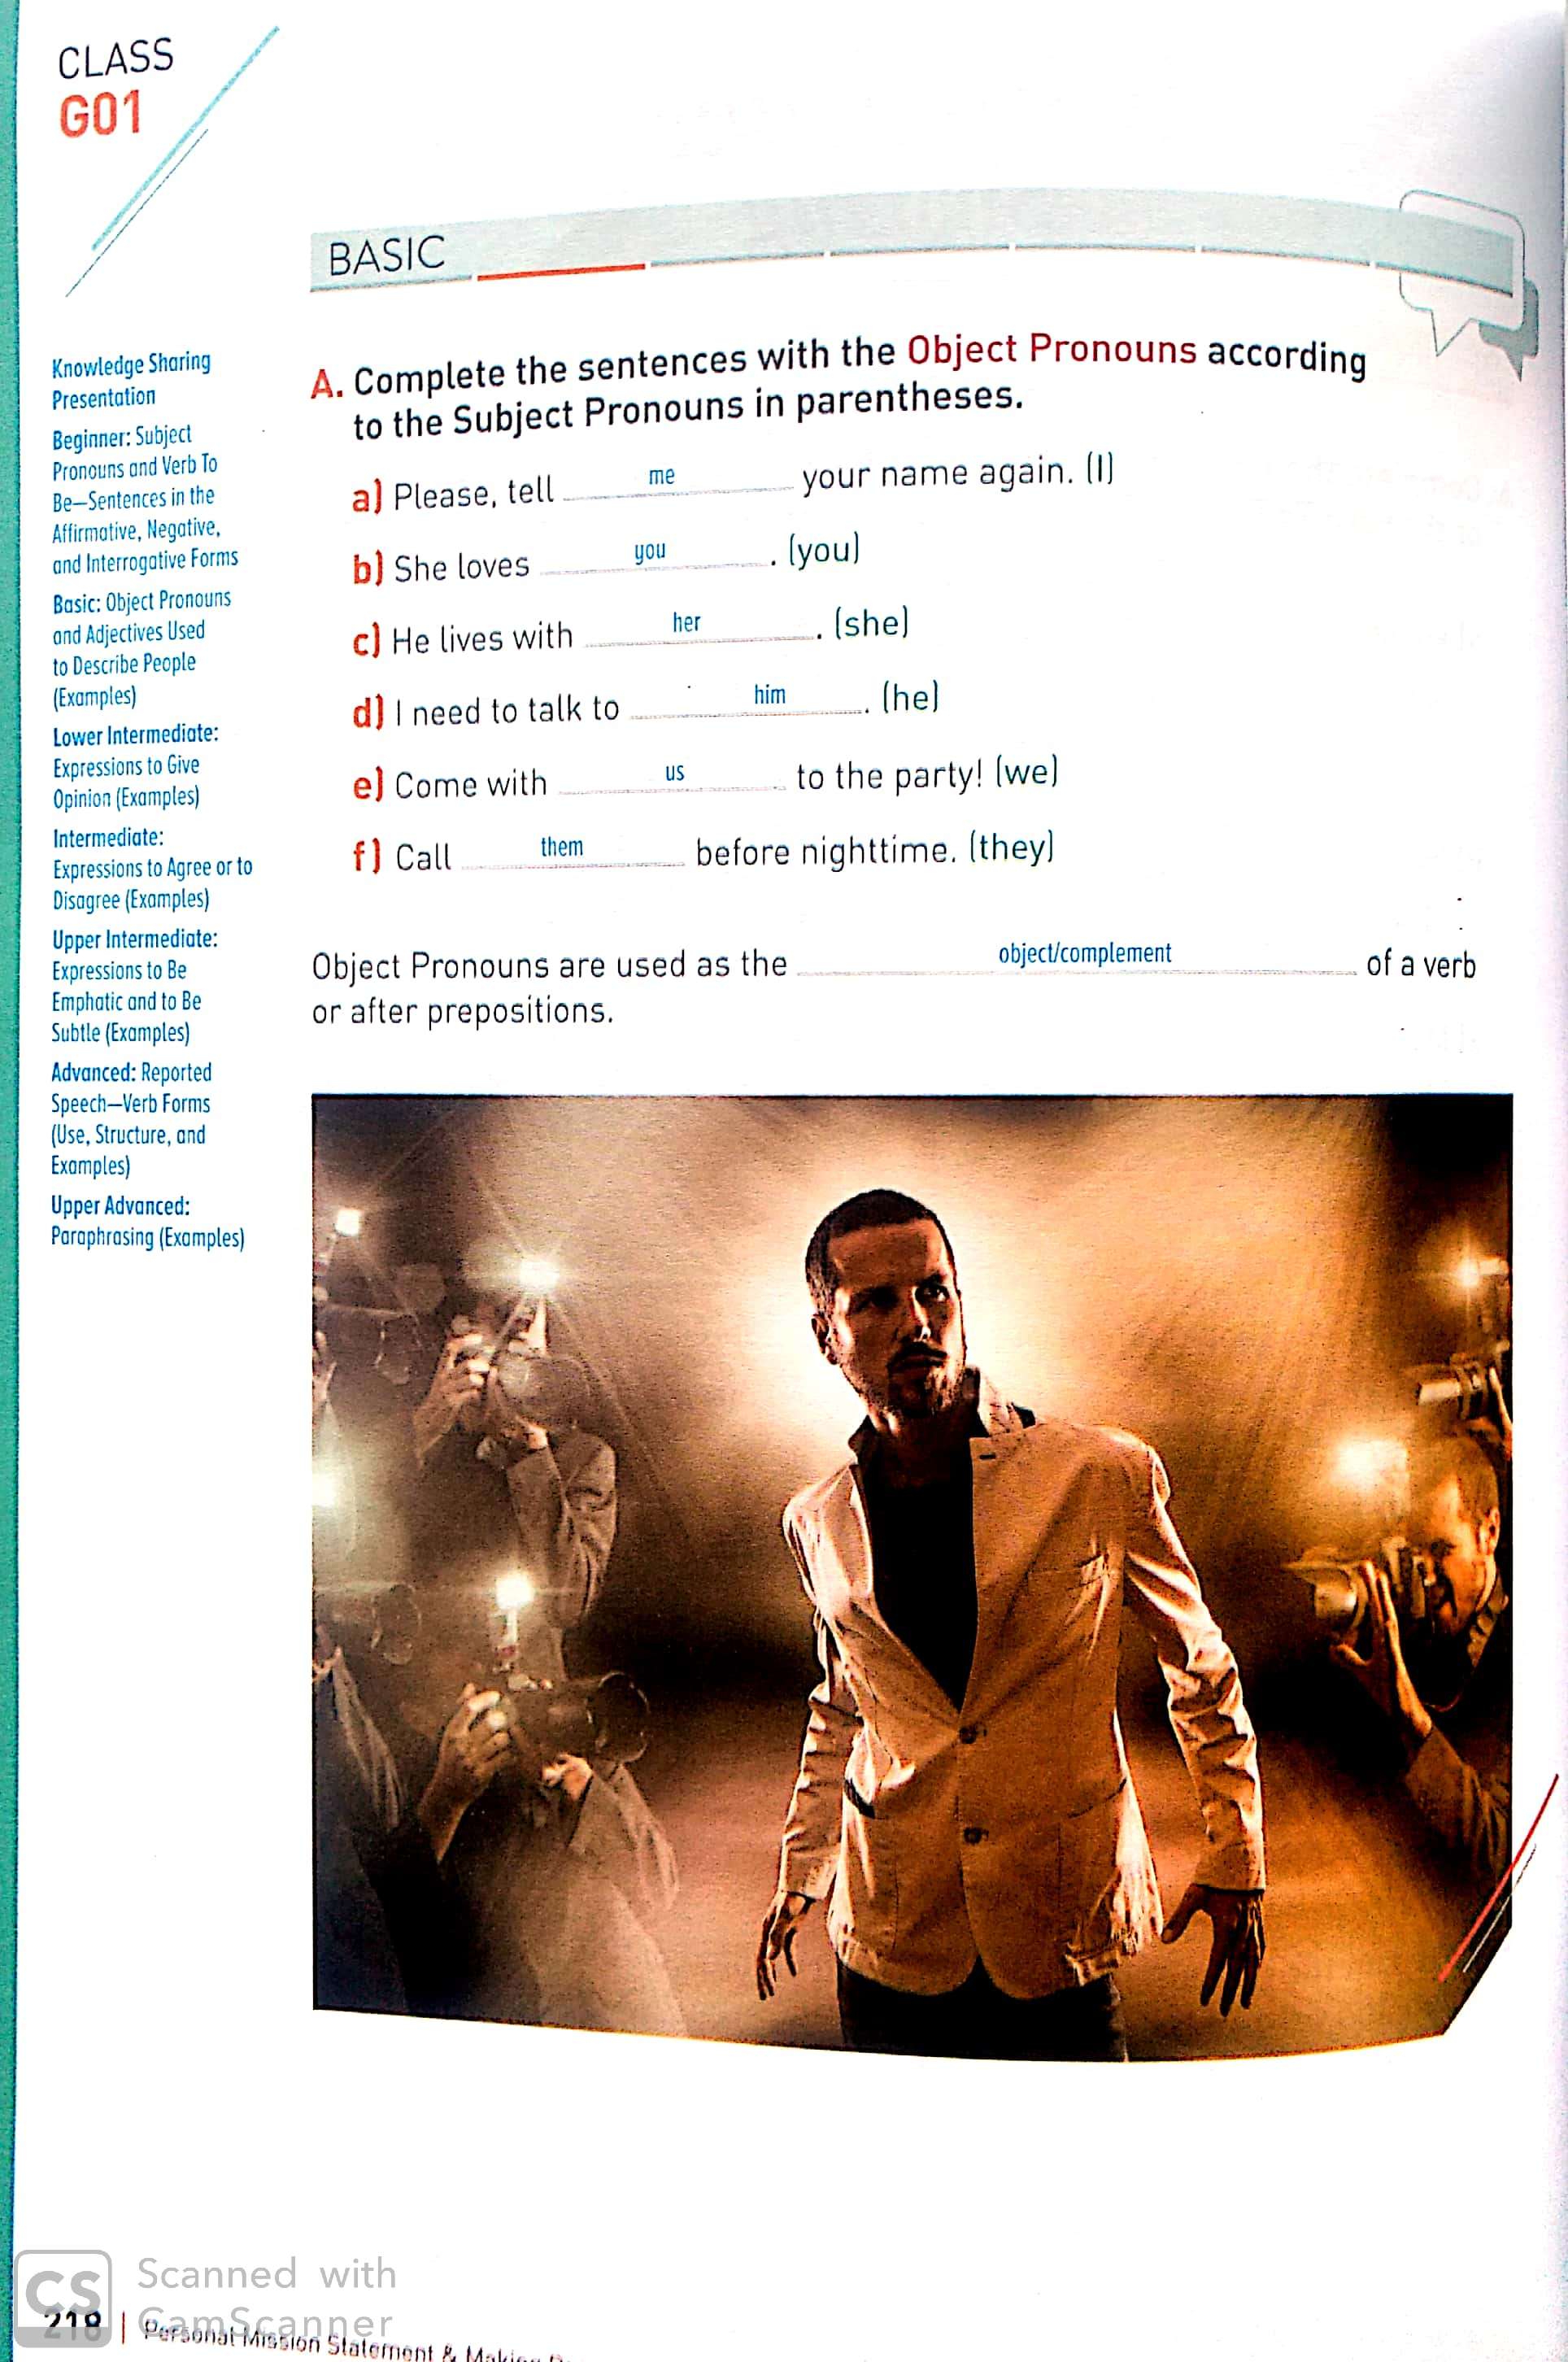 CLASS
G01
BASIC
Knowledge Sharing
Presentation
Beginner: Subject
Pronouns and Verb To
Be—Sentences in the
Affirmative, Negative,
and Interrogative Forms
Basic: Object Pronouns
and Adjectives Used
to Describe People
(Examples)
Lower Intermediate:
Expressions to Give
Opinion (Examples)
Intermediate:
Expressions to Agree or to
Disagree (Examples)
Upper Intermediate:
Expressions to Be
Emphatic and to Be
Subtle (Examples)
Advanced: Reported
Speech—Verb Forms
(Use, Structure, and
Examples)
Upper Advanced:
Paraphrasing (Examples)
A. Complete the sentences with the Object Pronouns according
to the Subject Pronouns in parentheses.
a) Please, tell me your name again. (I)
b) She loves you. (you)
c) He lives with her. (she)
d) I need to talk to him. (he)
e) Come with us to the party! (we)
f) Call them before nighttime. (they)
Object Pronouns are used as the object/complement of a verb
or after prepositions.
CS Scanned with
CamScanner
218 | Personal Mission Statement & Making